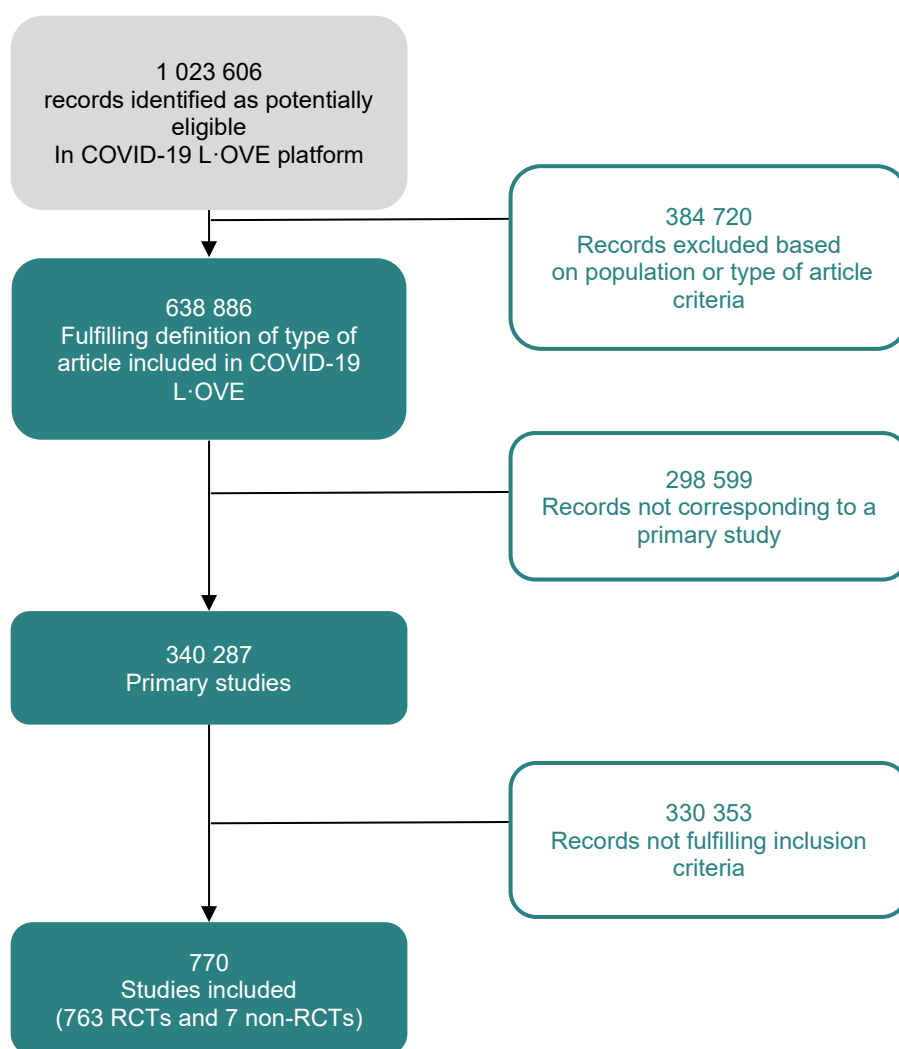 1 023 606
records identified as potentially
eligible
In COVID-19 L·OVE platform
384 720
Records excluded based
on population or type of article
criteria
638 886
Fulfilling definition of type of
article included in COVID-19
L·OVE
298 599
Records not corresponding to a
primary study
340 287
Primary studies
330 353
Records not fulfilling inclusion
criteria
770
Studies included
(763 RCTs and 7 non-RCTs)